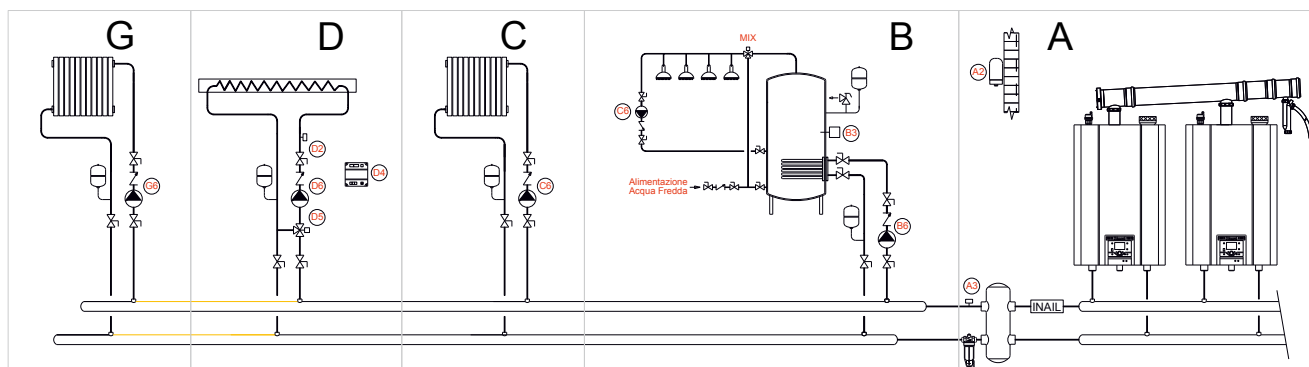 G
D
C
B
A
MIX
A2
C6
B3
D2
D4
Alimentazione
Acqua Fredda
G6
D6
C6
D5
B6
A3
INAIL